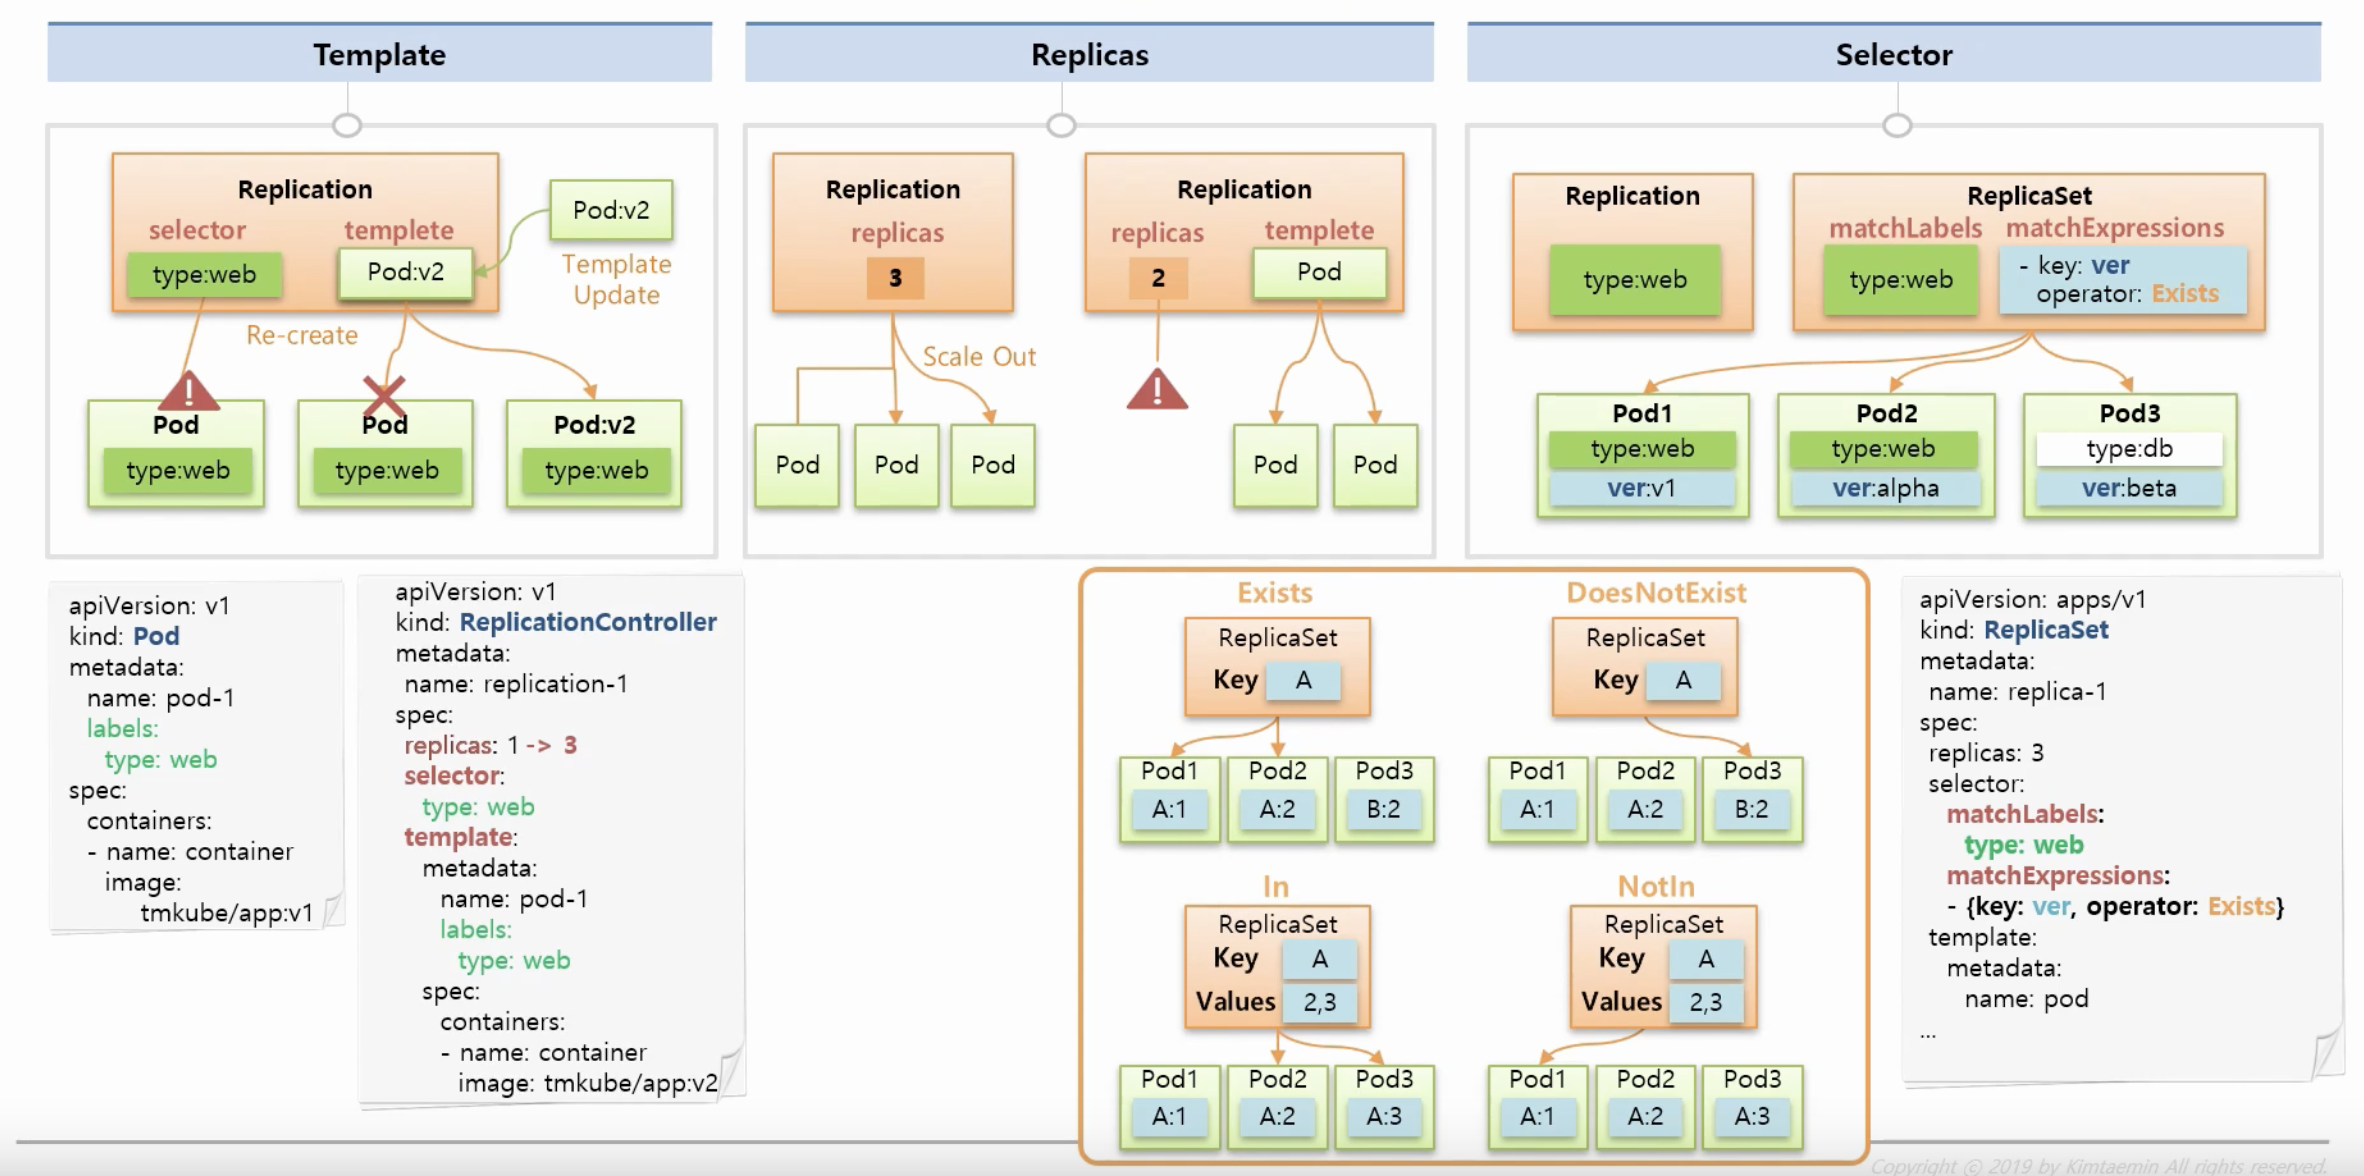 Template
Replication
selector
templete
type:web
Pod:v2
Pod:v2
Template
Update
Re-create
Pod
type:web
Pod
type:web
Pod:v2
type:web
Replicas
Replication
replicas
3
Scale Out
Pod
Pod
Pod
Replication
replicas
templete
2
Pod
Pod
Pod
Selector
Replication
type:web
ReplicaSet
matchLabels
matchExpressions
type:web
- key: ver
operator: Exists
Pod1
type:web
ver:v1
Pod2
type:web
ver:alpha
Pod3
type:db
ver:beta
apiVersion: v1
kind: Pod
metadata:
name: pod-1
labels:
type: web
spec:
containers:
- name: container
image:
tmkube/app:v1
apiVersion: v1
kind: ReplicationController
metadata:
name: replication-1
spec:
replicas: 1 -> 3
selector:
type: web
template:
metadata:
name: pod-1
labels:
type: web
spec:
containers:
- name: container
image: tmkube/app:v2
Exists
ReplicaSet
Key A
Pod1
A:1
Pod2
A:2
Pod3
B:2
DoesNotExist
ReplicaSet
Key A
Pod1
A:1
Pod2
A:2
Pod3
B:2
In
ReplicaSet
Key A
Values 2,3
Pod1
A:1
Pod2
A:2
Pod3
A:3
NotIn
ReplicaSet
Key A
Values 2,3
Pod1
A:1
Pod2
A:2
Pod3
A:3
apiVersion: apps/v1
kind: ReplicaSet
metadata:
name: replica-1
spec:
replicas: 3
selector:
matchLabels:
type: web
matchExpressions:
- {key: ver, operator: Exists}
template:
metadata:
name: pod
...
Copyright © 2019 by Kimtaemin All rights reserved.